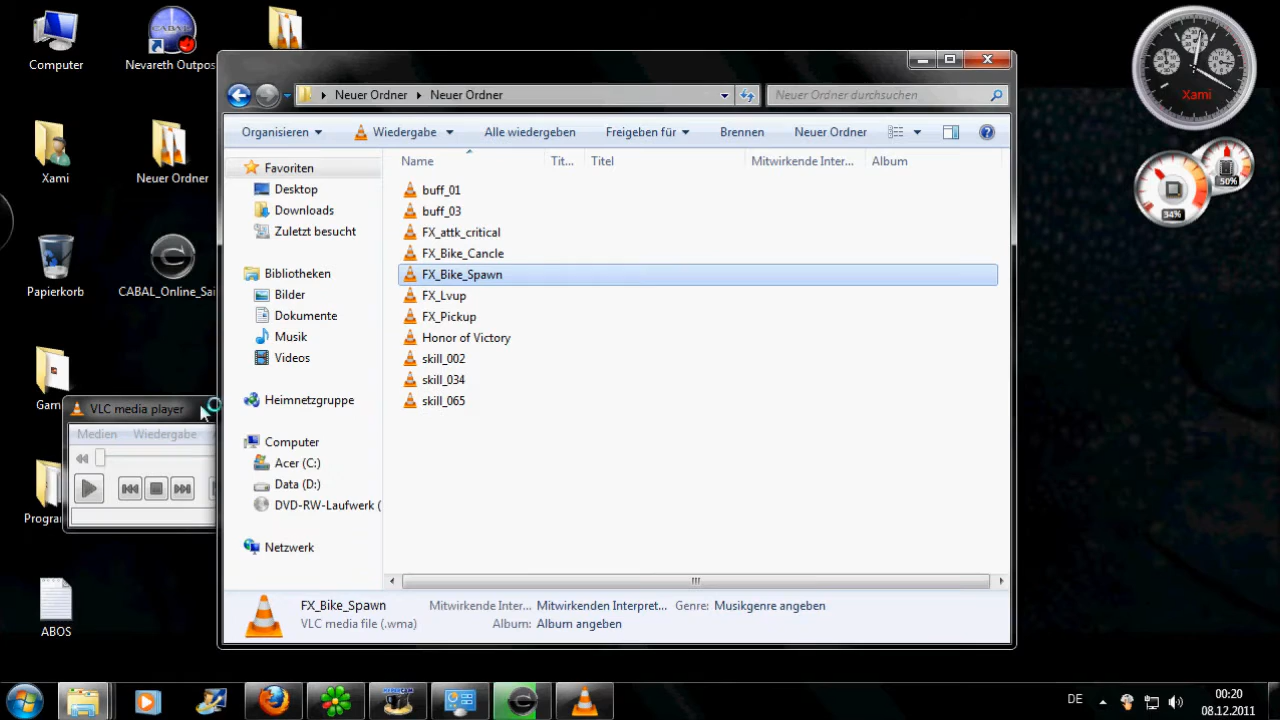 Computer
Nevareth Outpos
Xami
Neuer Ordner
Papierkorb
CABAL_Online_Sai
Gam
Program
ABOS
VLC media player
Medien Wiedergabe
Neuer Ordner Neuer Ordner
Neuer Ordner durchsuchen
Organisieren Wiedergabe Alle wiedergeben Freigeben für Brennen Neuer Ordner
Name Tit... Titel Mitwirkende Inter... Album
Favoriten
Desktop
Downloads
Zuletzt besucht
Bibliotheken
Bilder
Dokumente
Musik
Videos
Heimnetzgruppe
Computer
Acer (C:)
Data (D:)
DVD-RW-Laufwerk (
Netzwerk
buff_01
buff_03
FX_attk_critical
FX_Bike_Cancle
FX_Bike_Spawn
FX_Lvup
FX_Pickup
Honor of Victory
skill_002
skill_034
skill_065
FX_Bike_Spawn Mitwirkende Inter... Mitwirkenden Interpret... Genre: Musikgenre angeben
VLC media file (.wma) Album: Album angeben
Xami
50%
34%
HYPERCAM
DE
00:20
08.12.2011